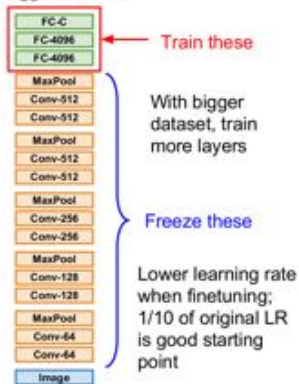 FC-C
FC-4096
FC-4096
Train these
MaxPool
Conv-512
Conv-512
MaxPool
Conv-512
Conv-512
MaxPool
Conv-256
Conv-256
MaxPool
Conv-128
Conv-128
MaxPool
Conv-64
Conv-64
Image
With bigger
dataset, train
more layers
Freeze these
Lower learning rate
when finetuning;
1/10 of original LR
is good starting
point